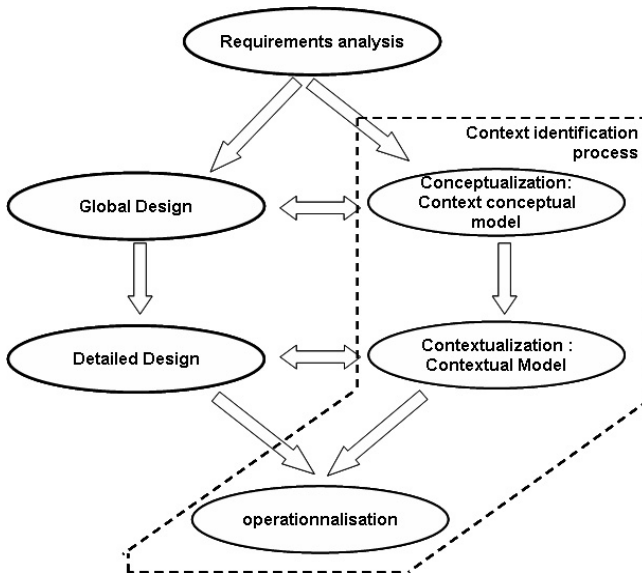 Requirements analysis
Context identification
process
Global Design
Conceptualization:
Context conceptual
model
Detailed Design
Contextualization :
Contextual Model
operationnalisation